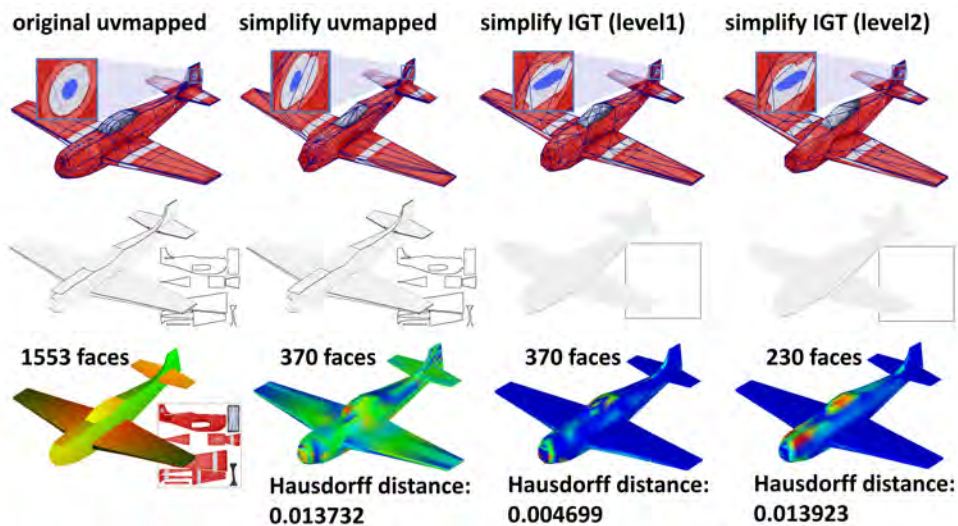 original uvmapped simplify uvmapped simplify IGT (level1) simplify IGT (level2)
1553 faces 370 faces 370 faces 230 faces
Hausdorff distance: Hausdorff distance: Hausdorff distance:
0.013732 0.004699 0.013923